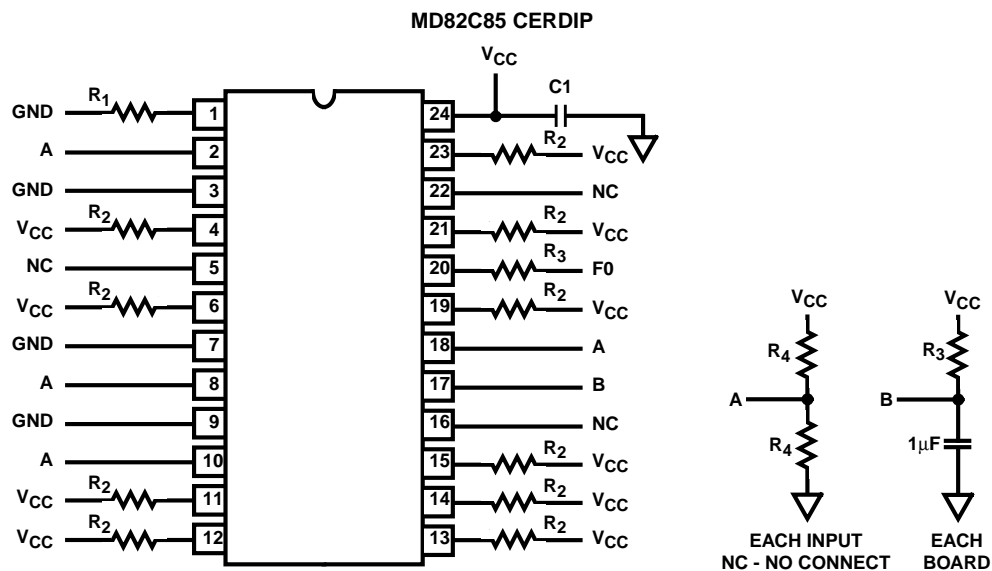 MD82C85 CERDIP
V_CC
C1
GND R1 1
A 2
GND 3
VCC R2 4
NC 5
VCC R2 6
GND 7
A 8
GND 9
A 10
VCC R2 11
VCC R2 12
24
23 R2 VCC
22 NC
21 R2 VCC
20 R3 F0
19 R2 VCC
18 A
17 B
16 NC
15 R2 VCC
14 R2 VCC
13 R2 VCC
VCC
R4
A
R4
EACH INPUT
NC - NO CONNECT
VCC
R3
B
1μF
EACH
BOARD